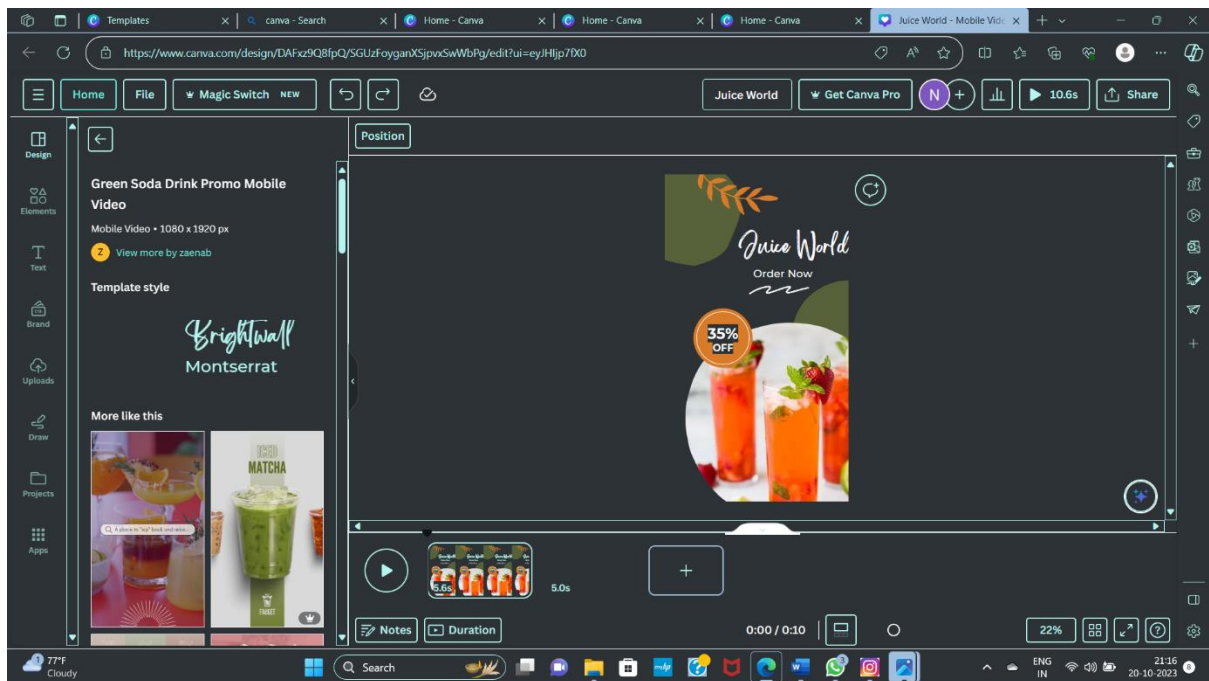 Templates
canva - Search
Home - Canva
Home - Canva
Home - Canva
Juice World - Mobile Vide
https://www.canva.com/design/DAFxz9Q8fpQ/SGUzFoyganXSjpvxSwWbPg/edit?ui=eyJHIjp7fX0
Home
File
Magic Switch NEW
Juice World
Get Canva Pro
N
10.6s
Share
Design
Elements
Text
Brand
Uploads
Draw
Projects
Apps
Green Soda Drink Promo Mobile
Video
Mobile Video • 1080 x 1920 px
Z
View more by zaenab
Template style
Brightwall
Montserrat
More like this
ICED
MATCHA
Position
Juice World
Order Now
35%
OFF
5.6s
5.0s
Notes
Duration
0:00 / 0:10
22%
77°F
Cloudy
Search
ENG
IN
21:16
20-10-2023